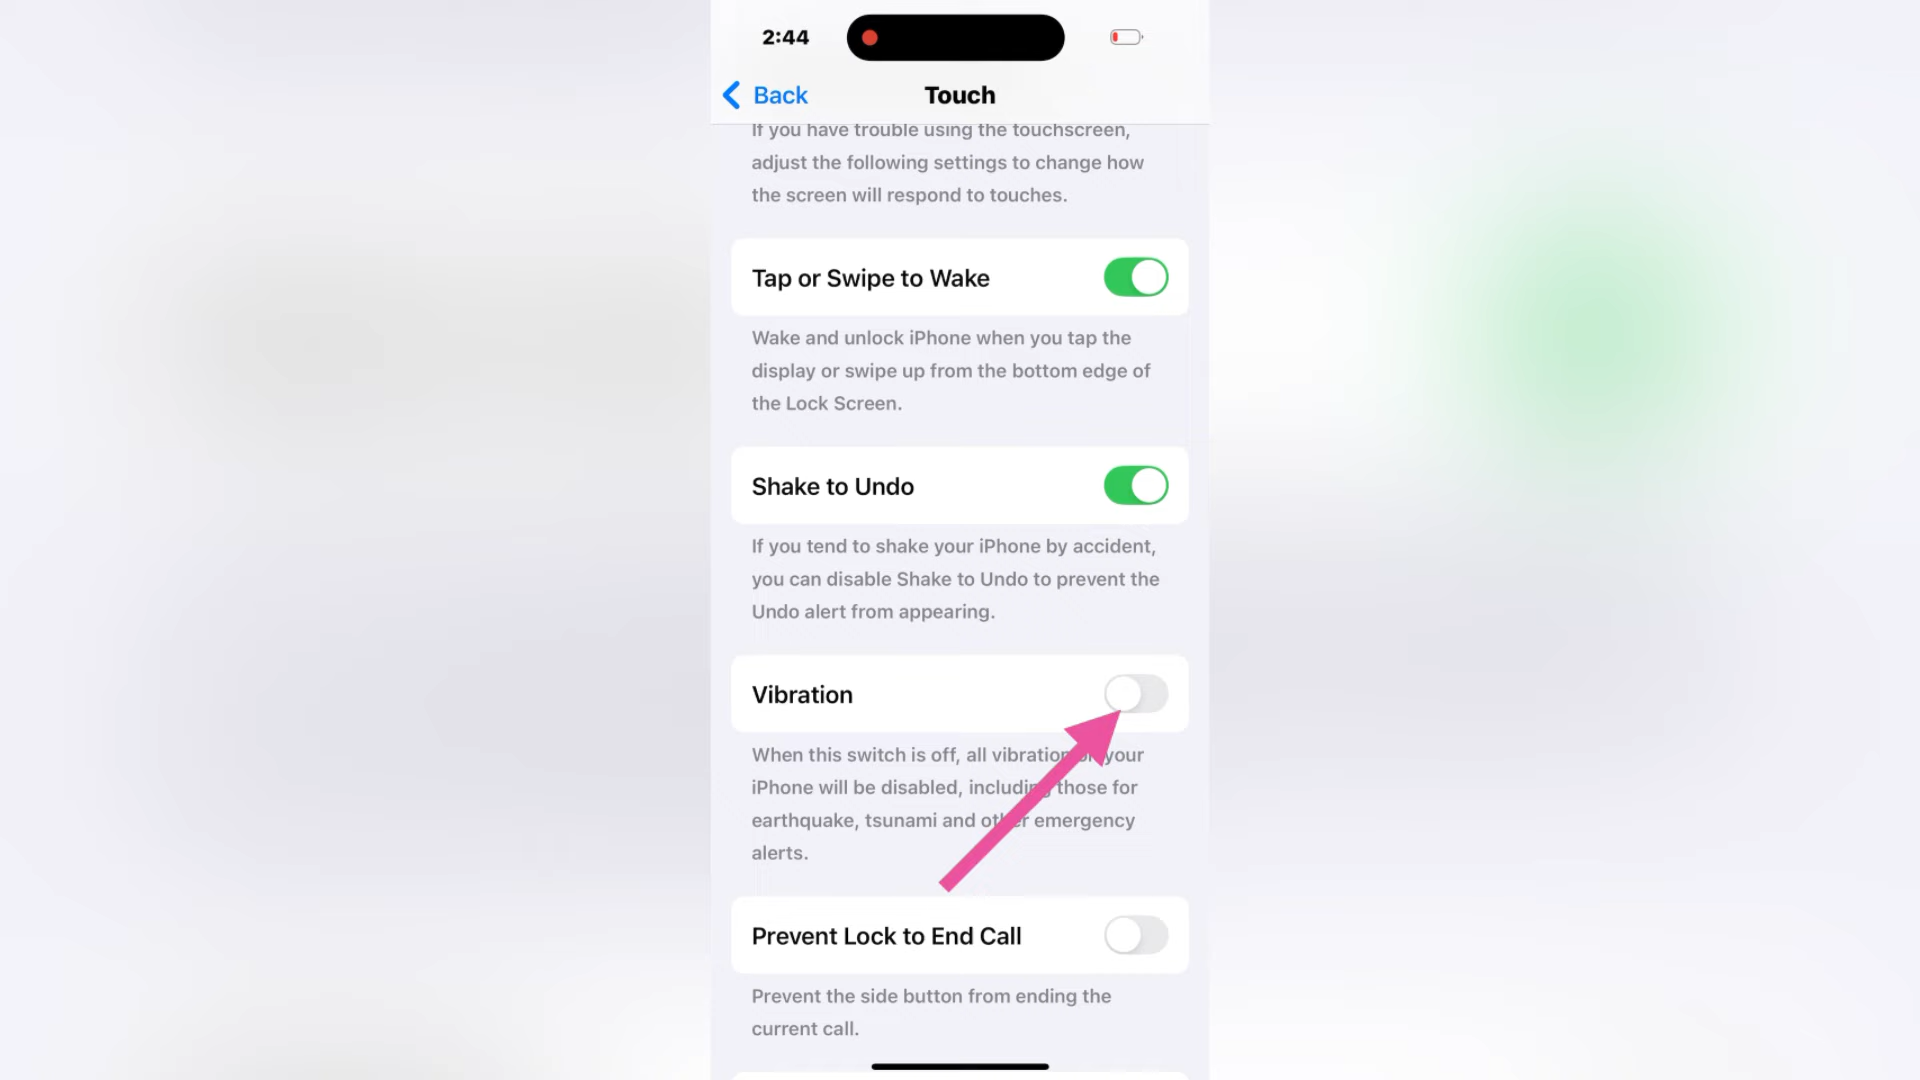 2:44
Back
Touch
If you have trouble using the touchscreen,
adjust the following settings to change how
the screen will respond to touches.
Tap or Swipe to Wake
Wake and unlock iPhone when you tap the
display or swipe up from the bottom edge of
the Lock Screen.
Shake to Undo
If you tend to shake your iPhone by accident,
you can disable Shake to Undo to prevent the
Undo alert from appearing.
Vibration
When this switch is off, all vibration on your
iPhone will be disabled, including those for
earthquake, tsunami and other emergency
alerts.
Prevent Lock to End Call
Prevent the side button from ending the
current call.